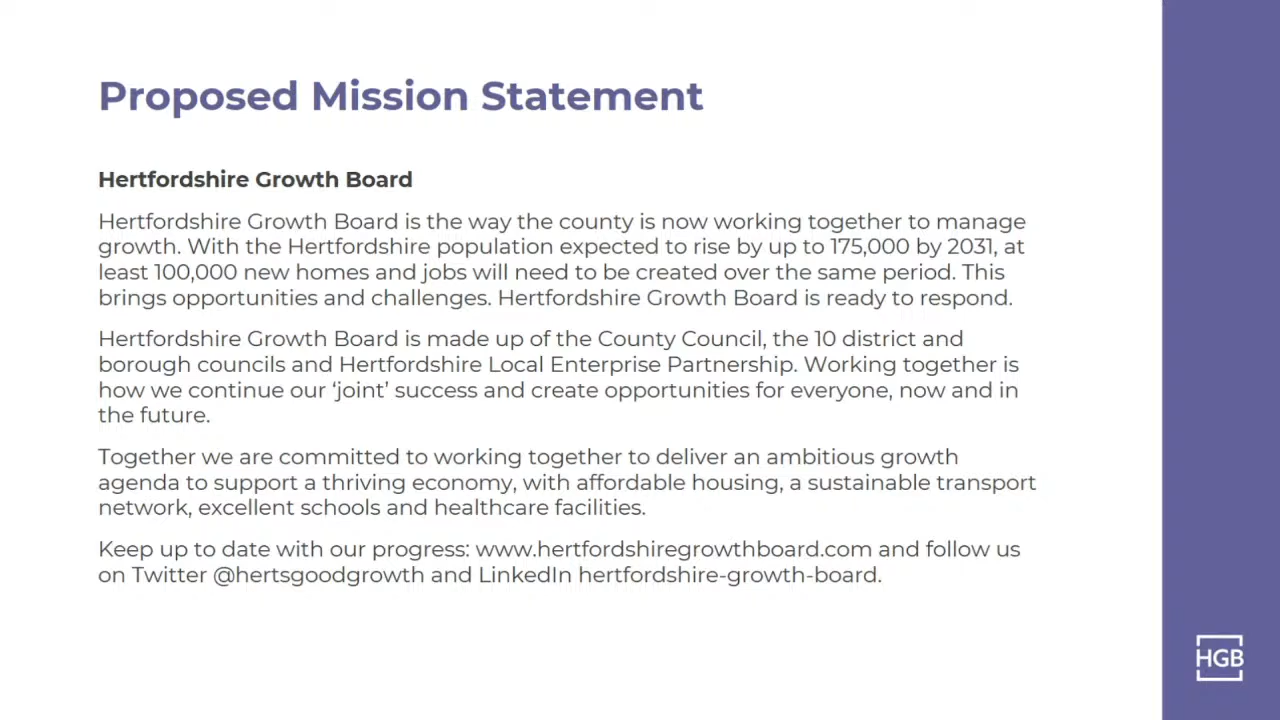 Proposed Mission Statement
Hertfordshire Growth Board
Hertfordshire Growth Board is the way the county is now working together to manage
growth. With the Hertfordshire population expected to rise by up to 175,000 by 2031, at
least 100,000 new homes and jobs will need to be created over the same period. This
brings opportunities and challenges. Hertfordshire Growth Board is ready to respond.
Hertfordshire Growth Board is made up of the County Council, the 10 district and
borough councils and Hertfordshire Local Enterprise Partnership. Working together is
how we continue our ‘joint’ success and create opportunities for everyone, now and in
the future.
Together we are committed to working together to deliver an ambitious growth
agenda to support a thriving economy, with affordable housing, a sustainable transport
network, excellent schools and healthcare facilities.
Keep up to date with our progress: www.hertfordshiregrowthboard.com and follow us
on Twitter @hertsgoodgrowth and LinkedIn hertfordshire-growth-board.
HGB